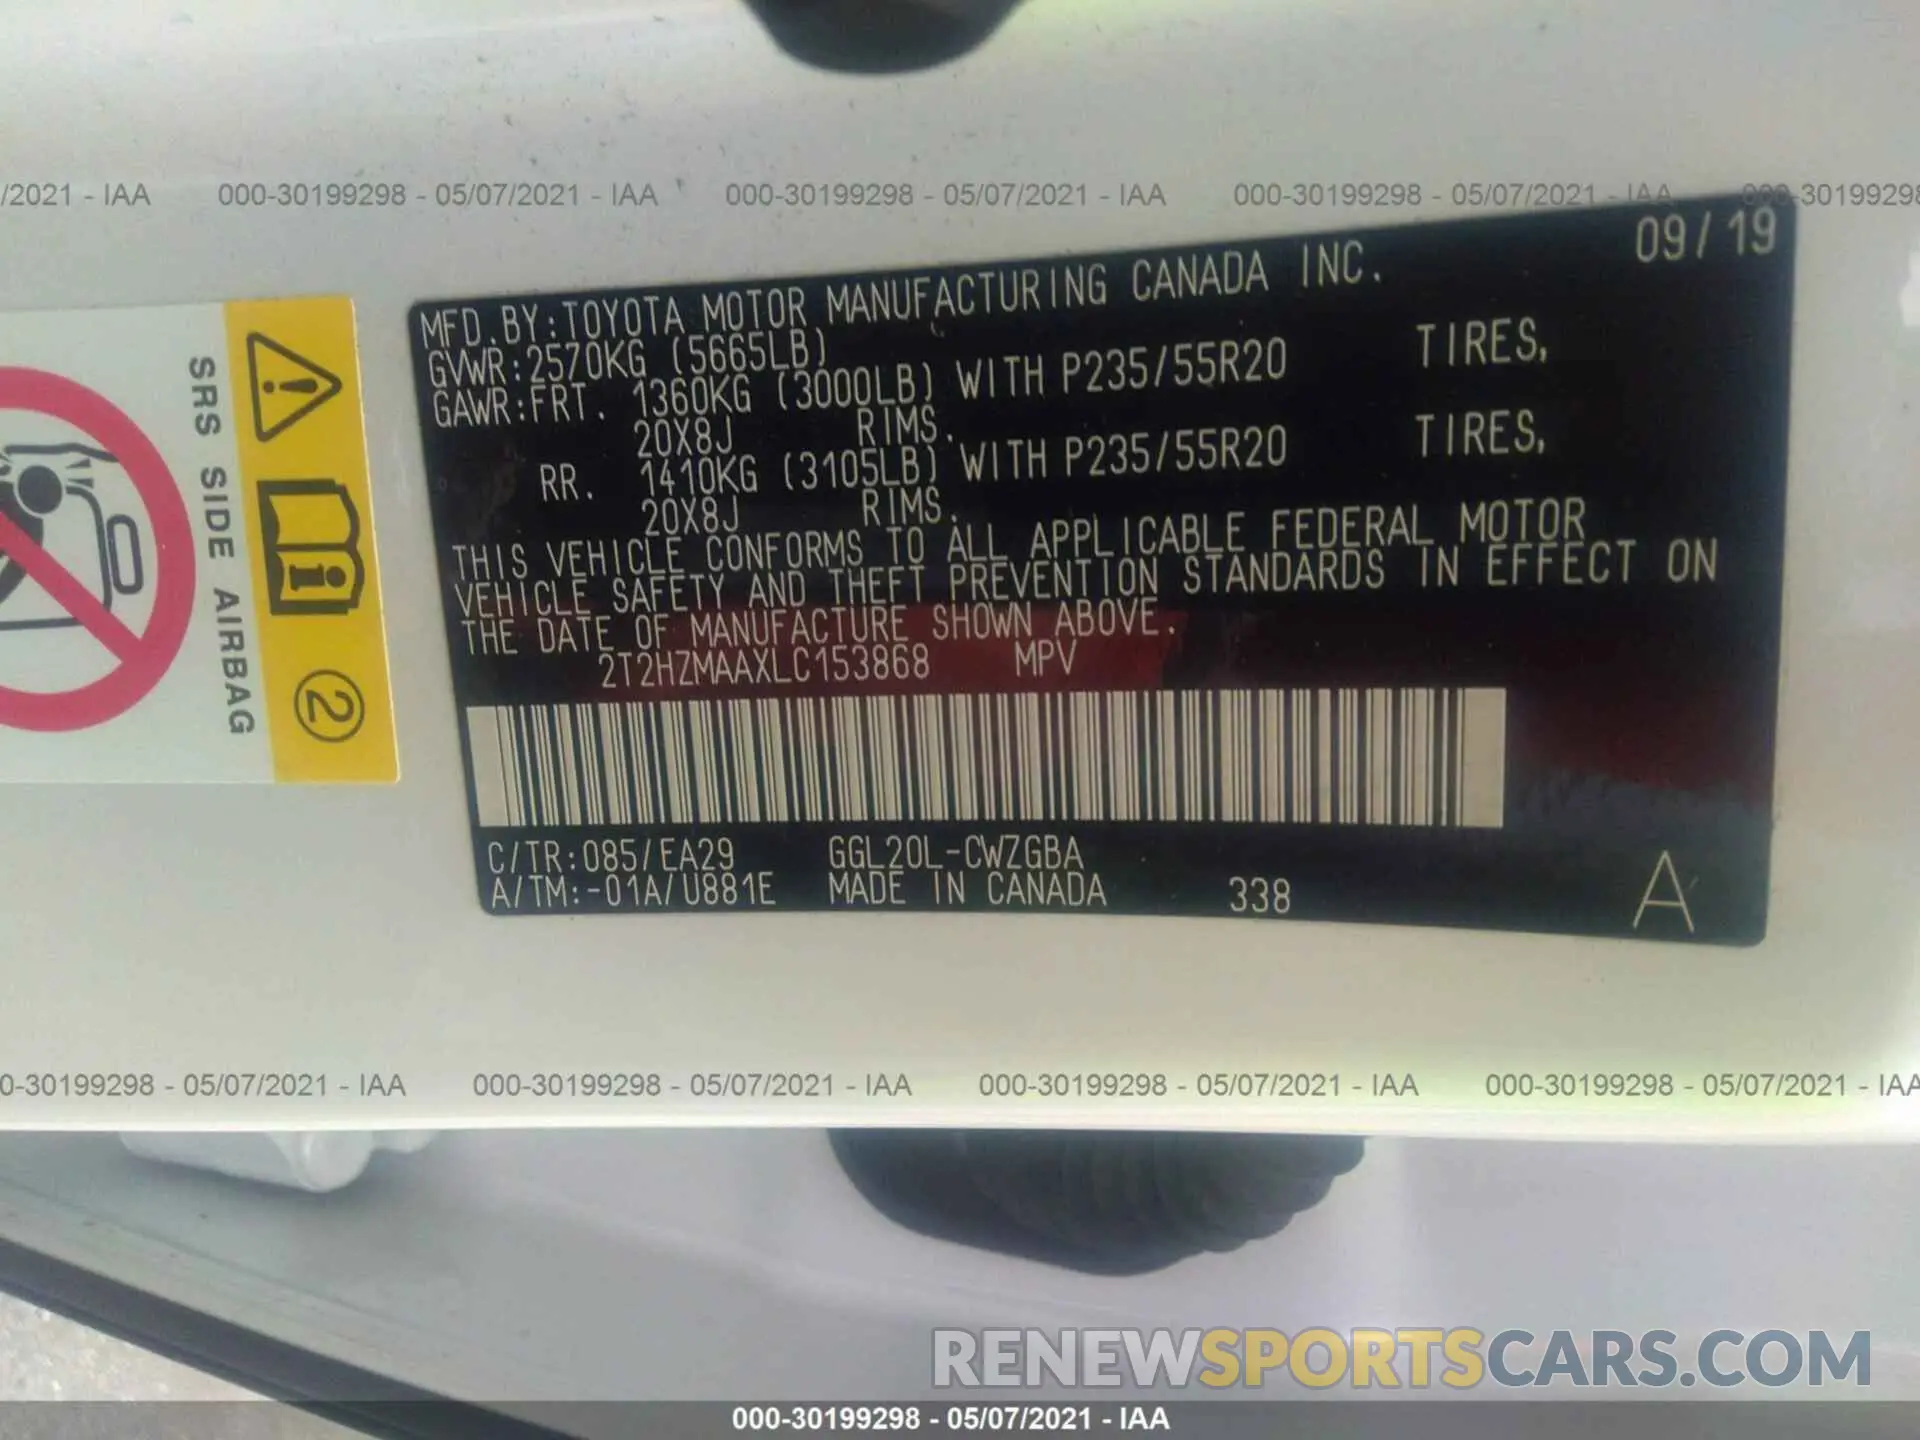 /2021 - IAA 000-30199298 - 05/07/2021 - IAA 000-30199298 - 05/07/2021 - IAA 000-30199298 - 05/07/2021 - IAA 000-30199298
09/19
MFD.BY:TOYOTA MOTOR MANUFACTURING CANADA INC.
GVWR:2570KG (5665LB)
GAWR:FRT. 1360KG (3000LB) WITH P235/55R20 TIRES,
20X8J RIMS.
RR. 1410KG (3105LB) WITH P235/55R20 TIRES,
20X8J RIMS.
THIS VEHICLE CONFORMS TO ALL APPLICABLE FEDERAL MOTOR
VEHICLE SAFETY AND THEFT PREVENTION STANDARDS IN EFFECT ON
THE DATE OF MANUFACTURE SHOWN ABOVE.
2T2HZMAAXLC153868 MPV
C/TR:085/EA29 GGL20L-CWZGBA
A/TM:-01A/U881E MADE IN CANADA 338 A
SRS SIDE AIRBAG
2
0-30199298 - 05/07/2021 - IAA 000-30199298 - 05/07/2021 - IAA 000-30199298 - 05/07/2021 - IAA 000-30199298 - 05/07/2021 - IAA
RENEWSPORTSCARS.COM
000-30199298 - 05/07/2021 - IAA